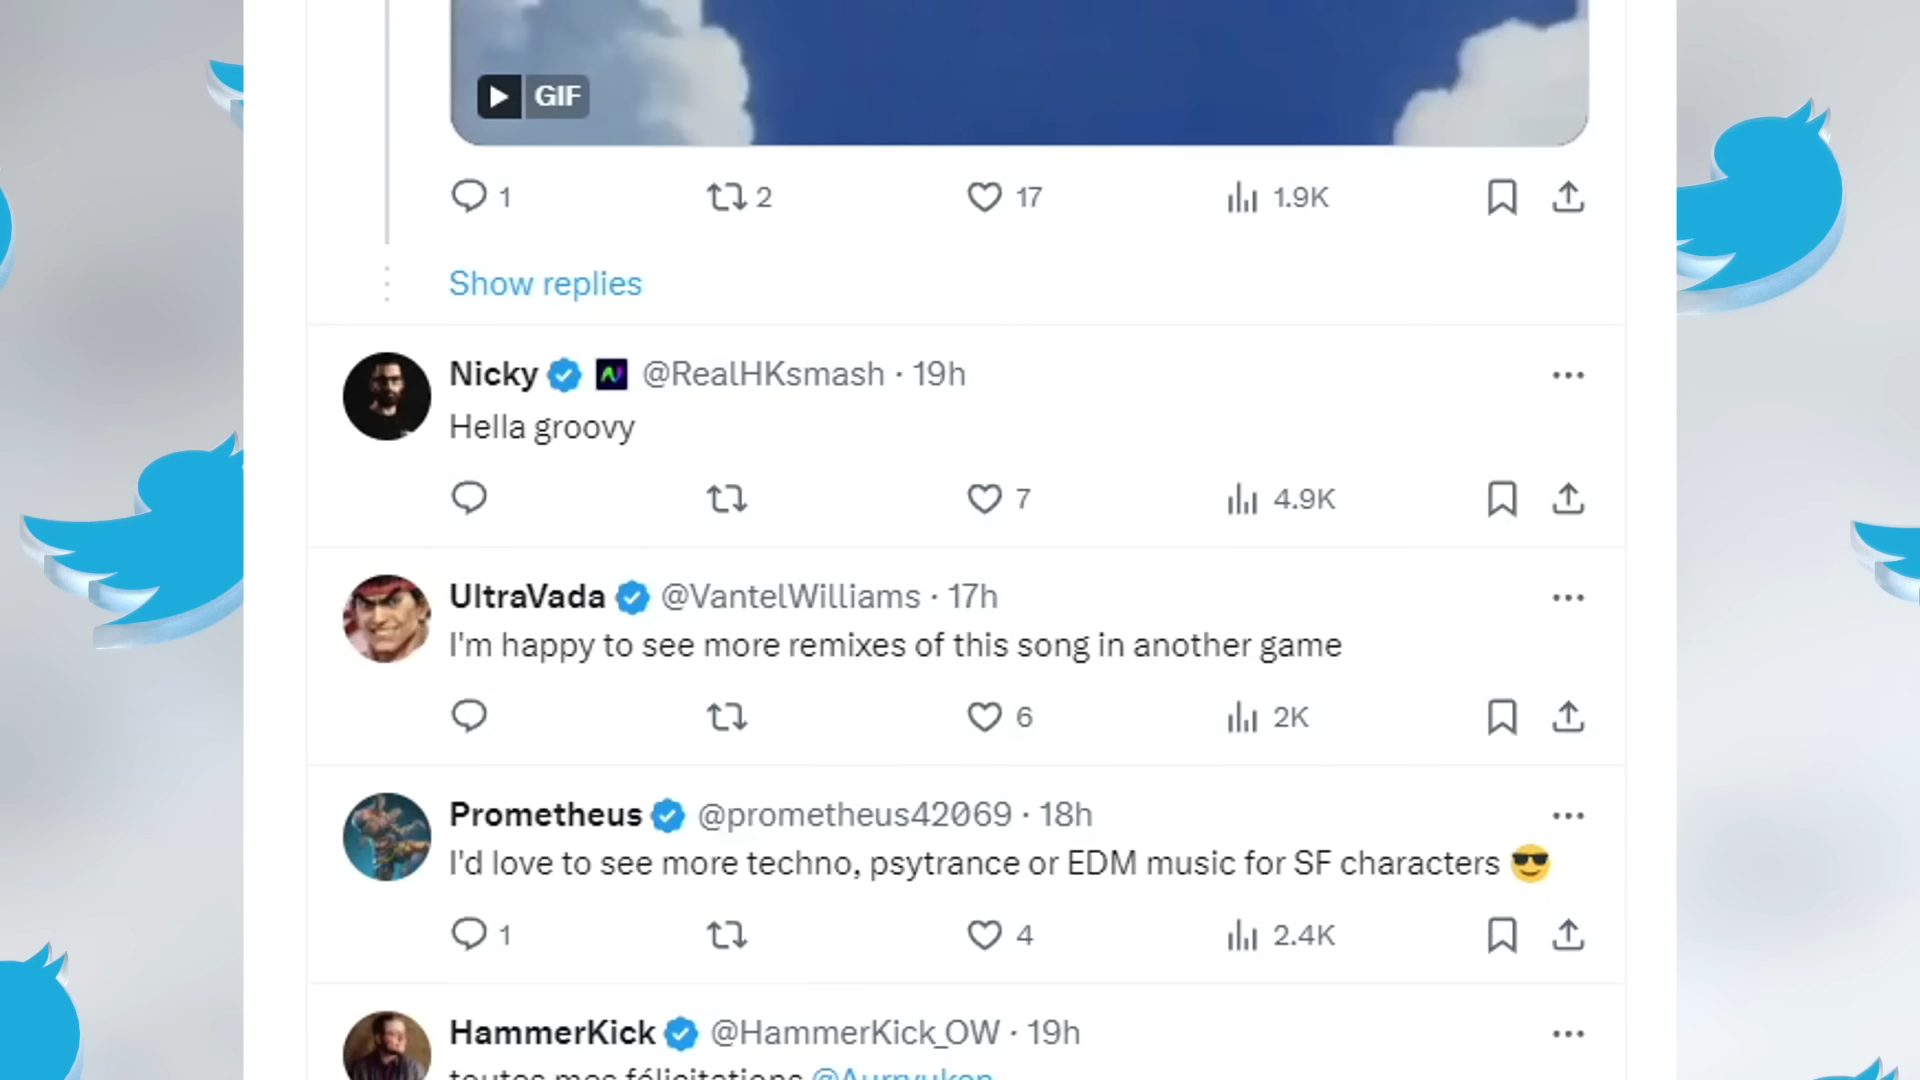 GIF
1 2 17 1.9K
Show replies
Nicky @RealHKsmash · 19h
Hella groovy
7 4.9K
UltraVada @VantelWilliams · 17h
I'm happy to see more remixes of this song in another game
6 2K
Prometheus @prometheus42069 · 18h
I'd love to see more techno, psytrance or EDM music for SF characters 😎
1 4 2.4K
HammerKick @HammerKick_OW · 19h
toutes mes félicitations @Auryuken